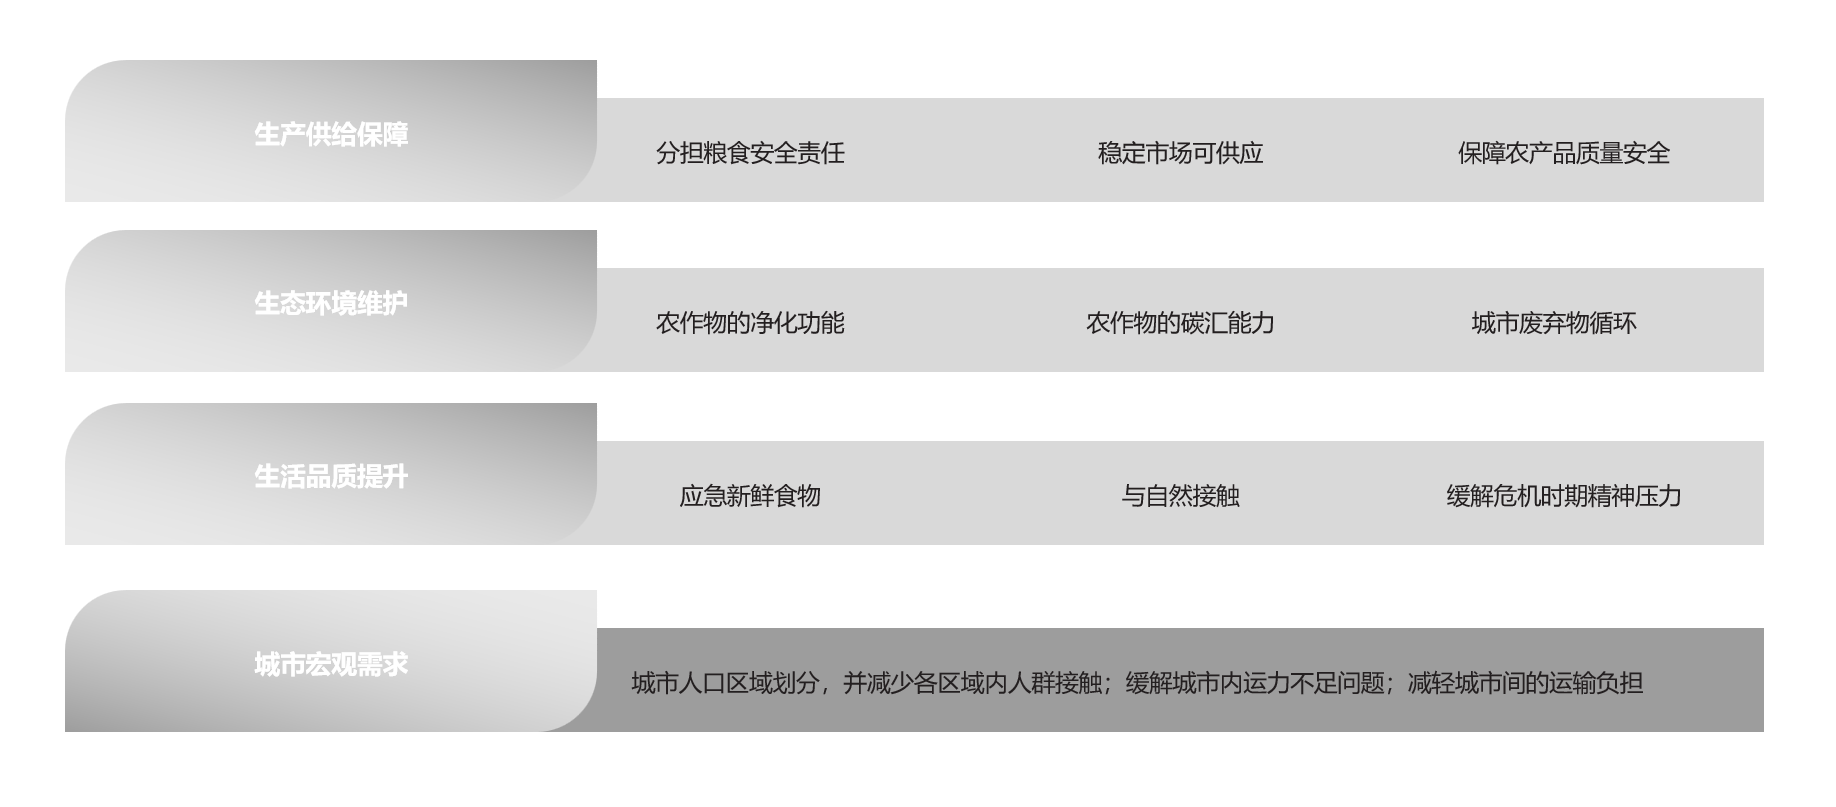 生产供给保障
分担粮食安全责任 稳定市场可供应 保障农产品质量安全
生态环境维护
农作物的净化功能 农作物的碳汇能力 城市废弃物循环
生活品质提升
应急新鲜食物 与自然接触 缓解危机时期精神压力
城市宏观需求
城市人口区域划分，并减少各区域内人群接触；缓解城市内运力不足问题；减轻城市间的运输负担